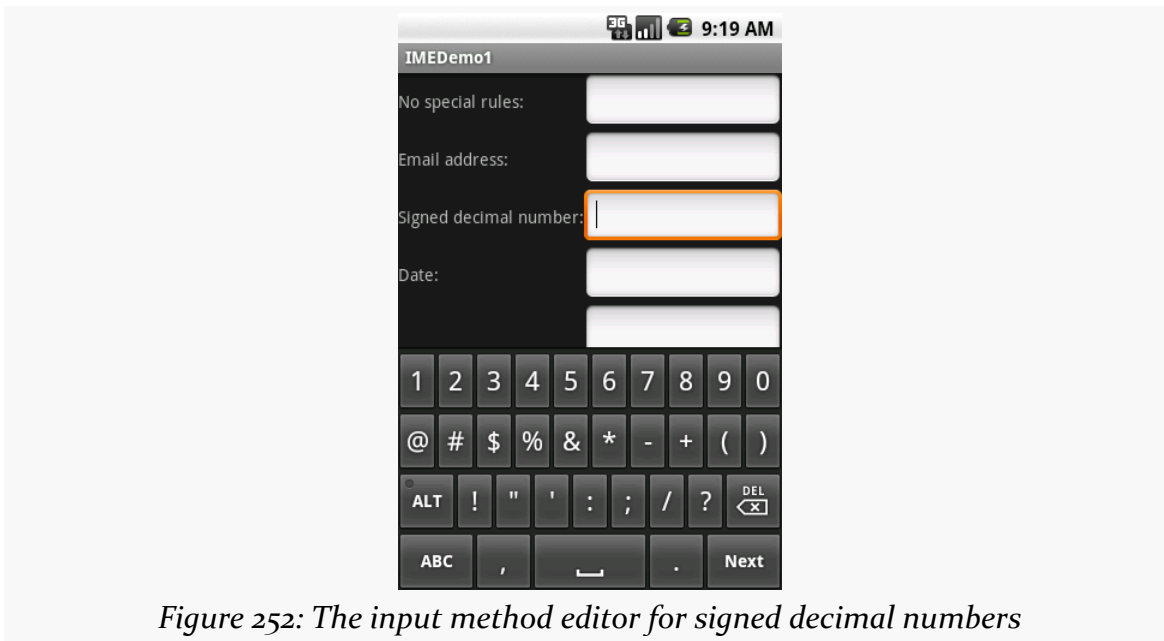 3G 9:19 AM
IMEDemo1
No special rules:
Email address:
Signed decimal number:
Date:
1 2 3 4 5 6 7 8 9 0
@ # $ % & * - + ( )
ALT ! " ' : ; / ? DEL
ABC , . Next
Figure 252: The input method editor for signed decimal numbers